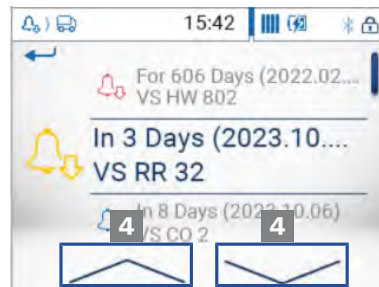 15:42
For 606 Days (2022.02....
VS HW 802
In 3 Days (2023.10....
VS RR 32
In 8 Days (2023.10.06)
VS CO 2
4 4